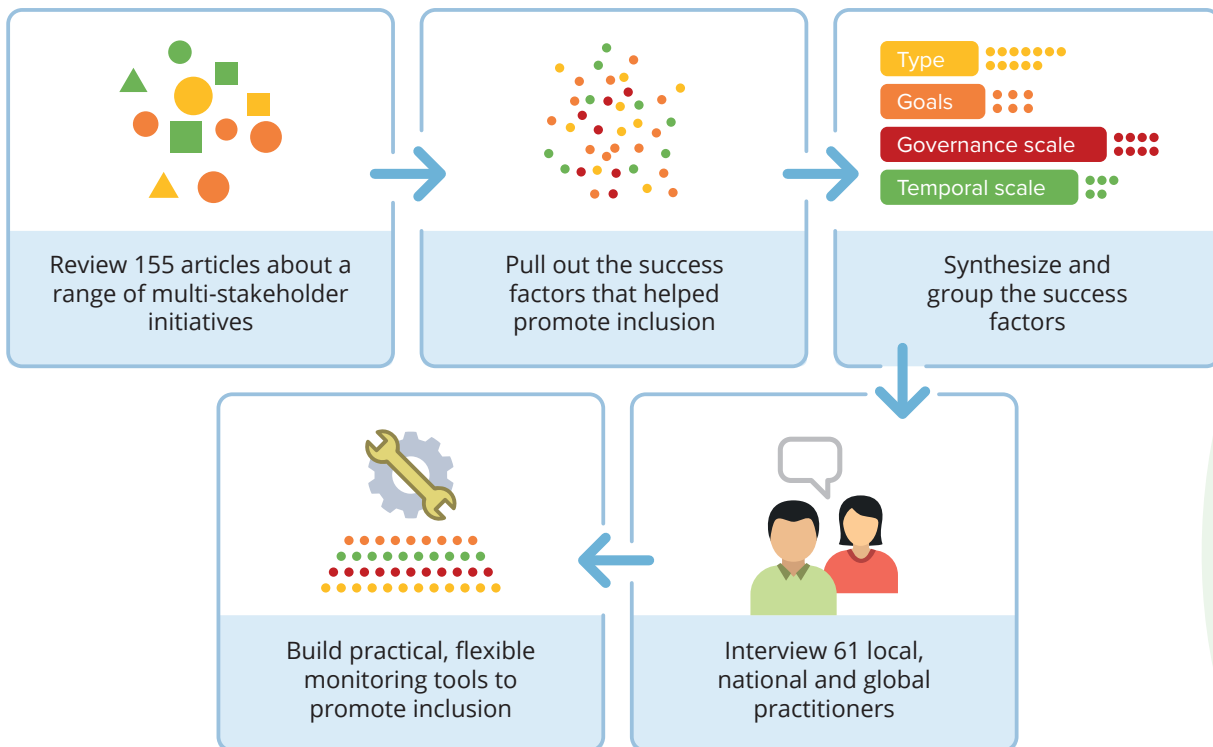 Type
Goals
Governance scale
Temporal scale
Review 155 articles about a
range of multi-stakeholder
initiatives
Pull out the success
factors that helped
promote inclusion
Synthesize and
group the success
factors
Build practical, flexible
monitoring tools to
promote inclusion
Interview 61 local,
national and global
practitioners